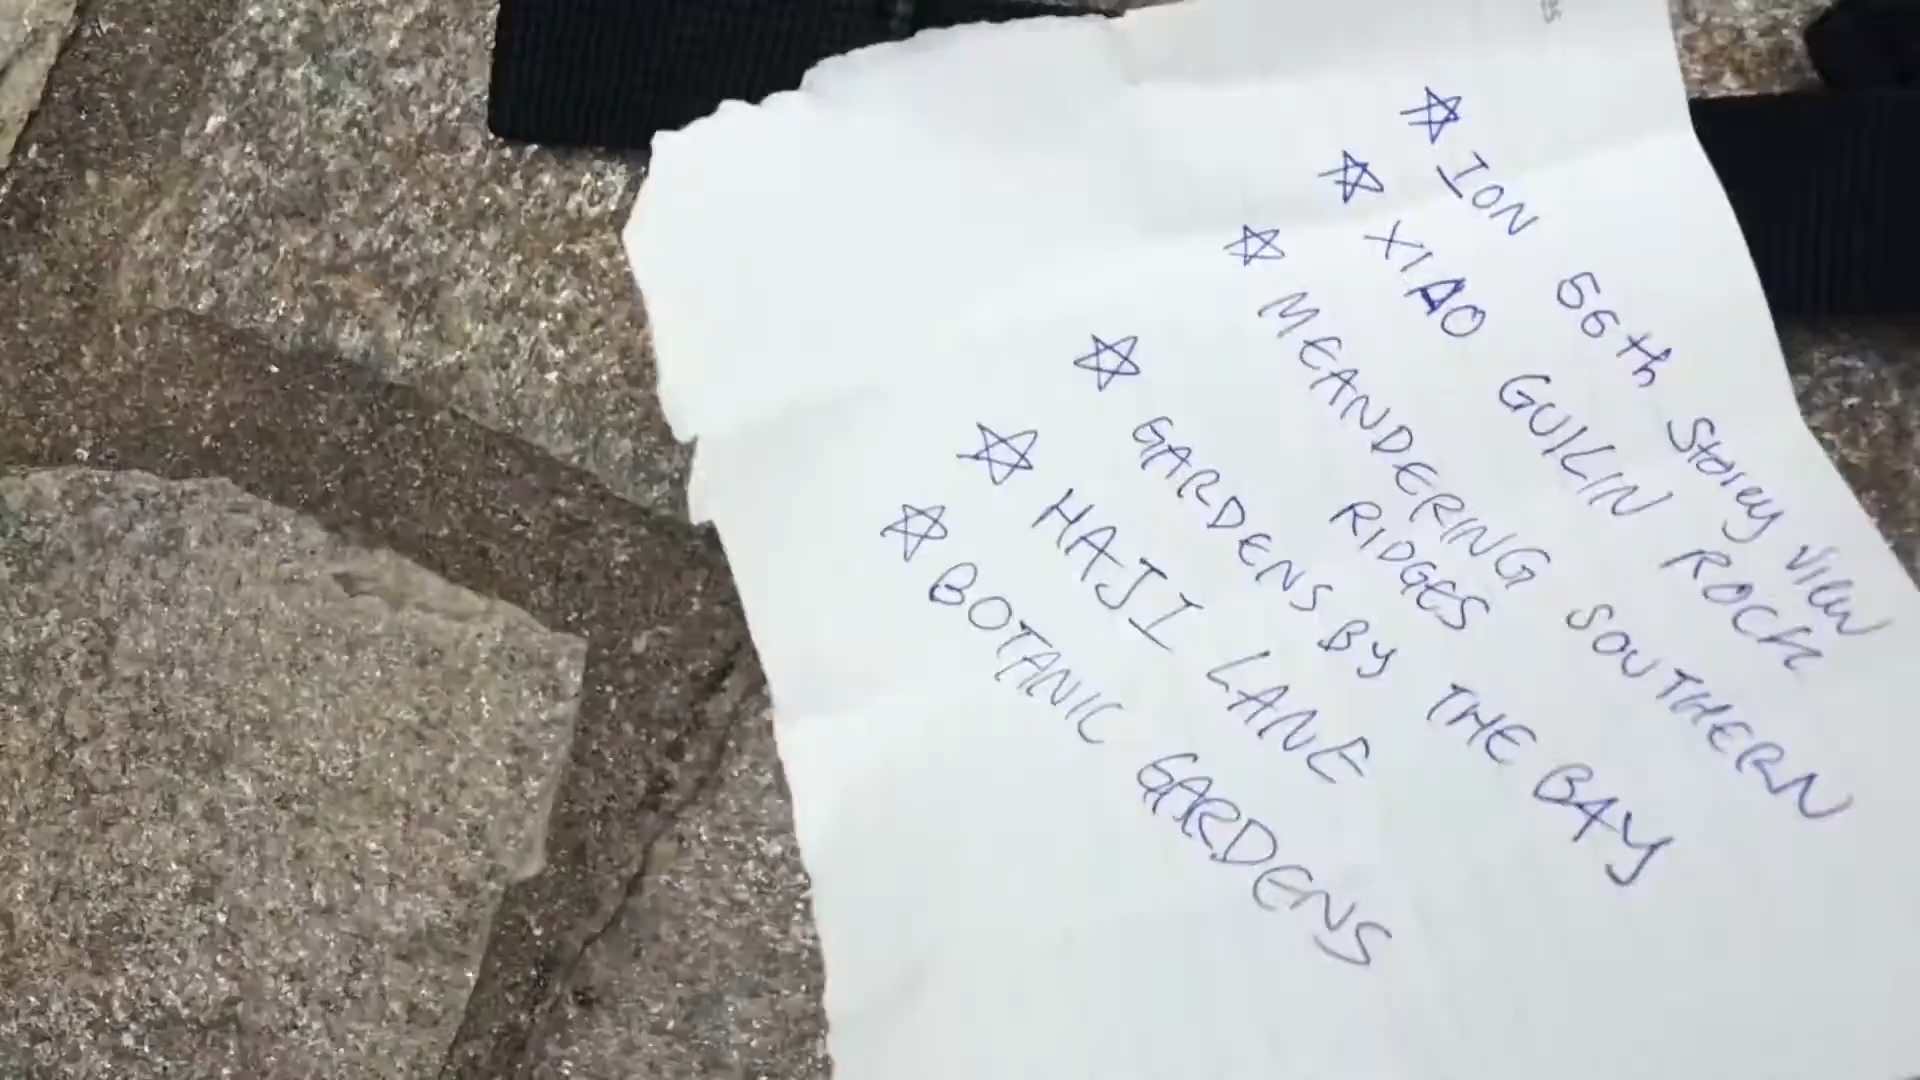 ION 56th Storey View
XIAO GUILIN ROCK
MEANDERING SOUTHERN
RIDGES
GARDENS BY THE BAY
HAJI LANE
BOTANIC GARDENS